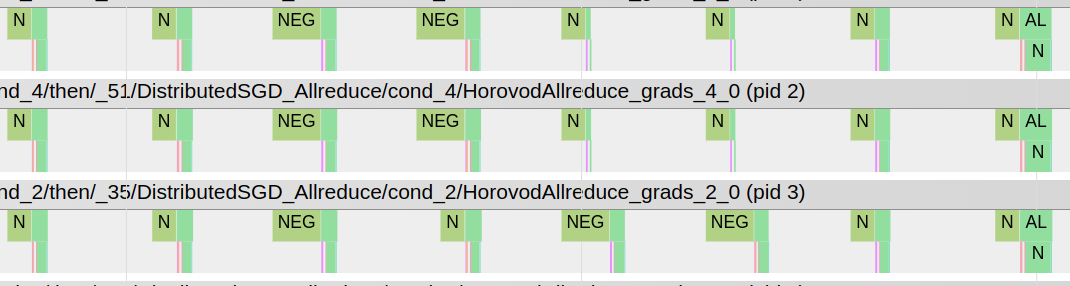 N N NEG NEG N N N N AL
N
nd_4/then/_51/DistributedSGD_Allreduce/cond_4/HorovodAllreduce_grads_4_0 (pid 2)
N N NEG NEG N N N N AL
N
nd_2/then/_35/DistributedSGD_Allreduce/cond_2/HorovodAllreduce_grads_2_0 (pid 3)
N N NEG N NEG NEG N N AL
N